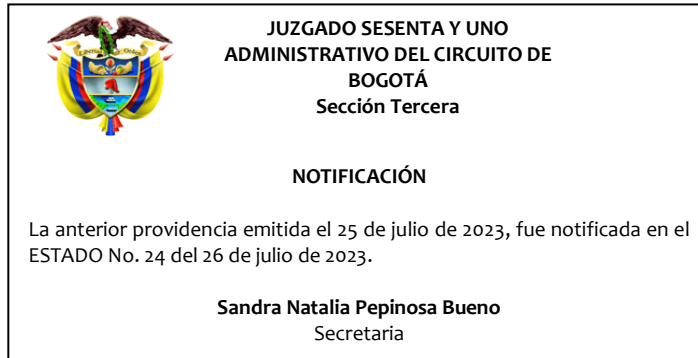 JUZGADO SESENTA Y UNO
ADMINISTRATIVO DEL CIRCUITO DE
BOGOTÁ
Sección Tercera
NOTIFICACIÓN
La anterior providencia emitida el 25 de julio de 2023, fue notificada en el
ESTADO No. 24 del 26 de julio de 2023.
Sandra Natalia Pepinosa Bueno
Secretaria